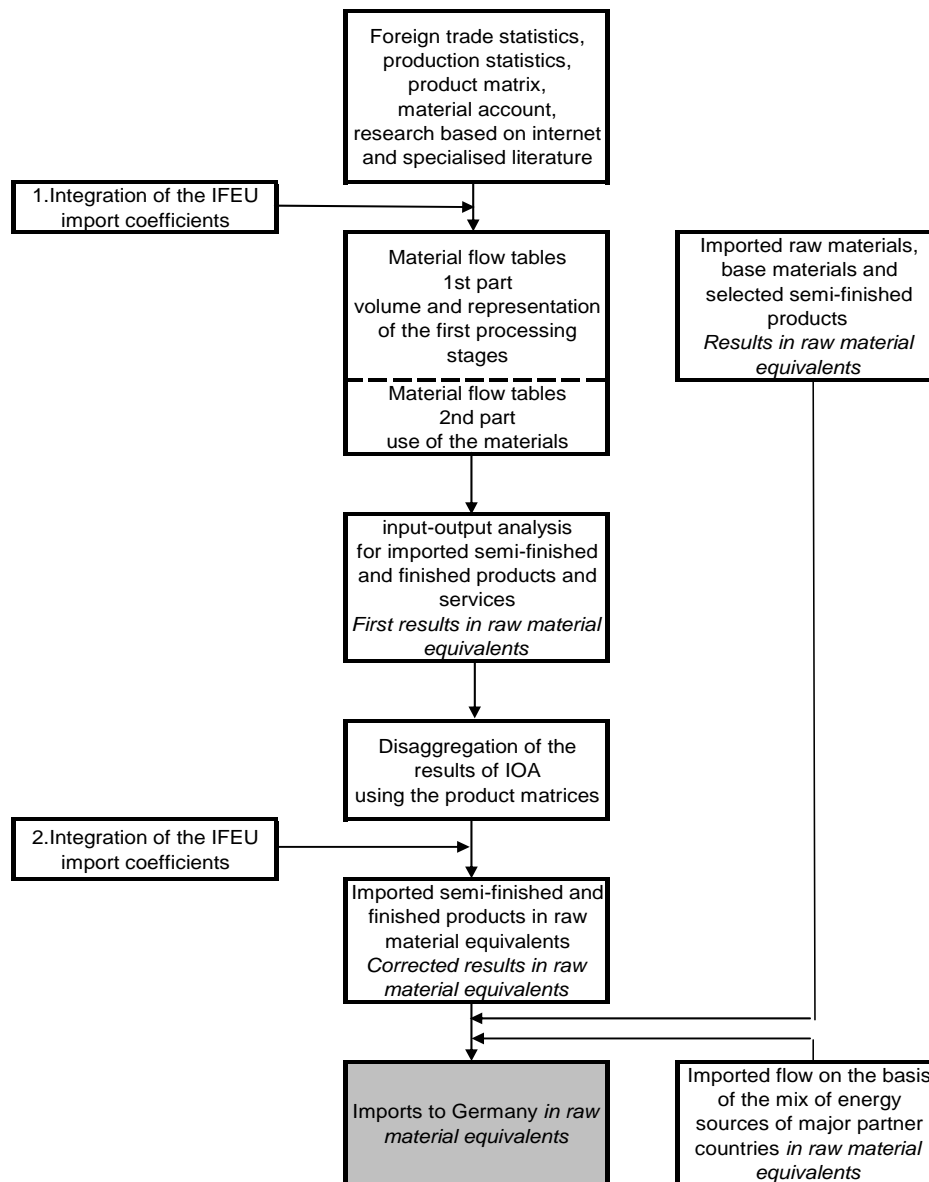 Foreign trade statistics,
production statistics,
product matrix,
material account,
research based on internet
and specialised literature
1.Integration of the IFEU
import coefficients
Material flow tables
1st part
volume and representation
of the first processing
stages
Material flow tables
2nd part
use of the materials
Imported raw materials,
base materials and
selected semi-finished
products
Results in raw material
equivalents
input-output analysis
for imported semi-finished
and finished products and
services
First results in raw material
equivalents
Disaggregation of the
results of IOA
using the product matrices
2.Integration of the IFEU
import coefficients
Imported semi-finished and
finished products in raw
material equivalents
Corrected results in raw
material equivalents
Imports to Germany in raw
material equivalents
Imported flow on the basis
of the mix of energy
sources of major partner
countries in raw material
equivalents